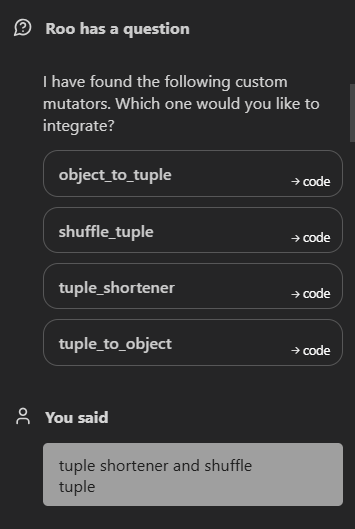 Roo has a question
I have found the following custom
mutators. Which one would you like to
integrate?
object_to_tuple
→ code
shuffle_tuple
→ code
tuple_shortener
→ code
tuple_to_object
→ code
You said
tuple shortener and shuffle
tuple